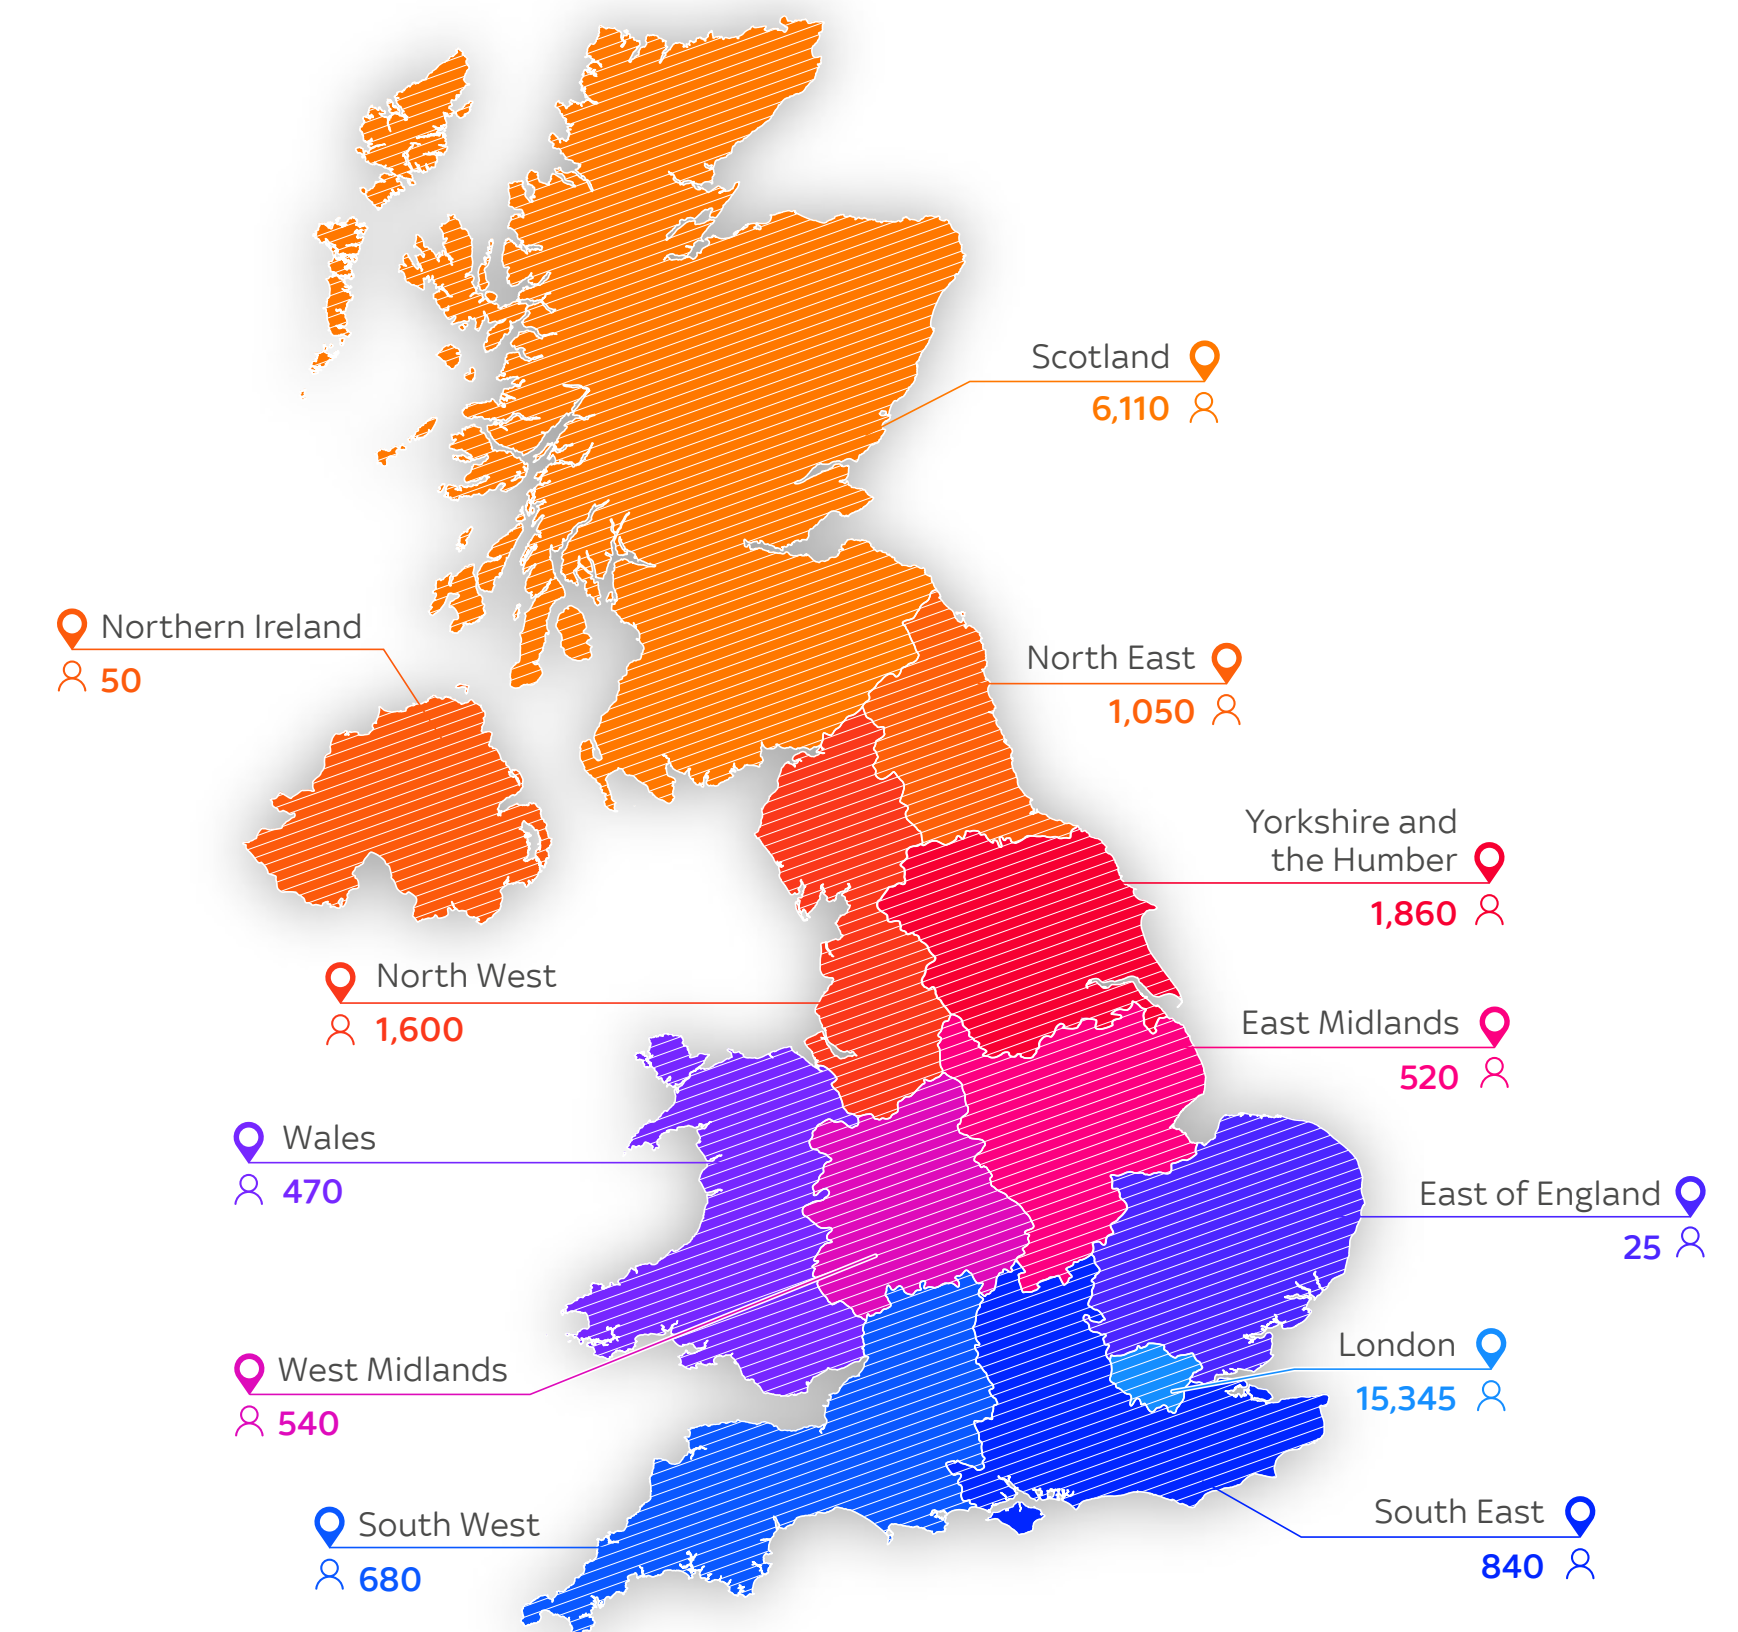 Scotland
6,110
Northern Ireland
50
North East
1,050
Yorkshire and
the Humber
1,860
North West
1,600
East Midlands
520
Wales
470
East of England
25
London
15,345
West Midlands
540
South East
840
South West
680